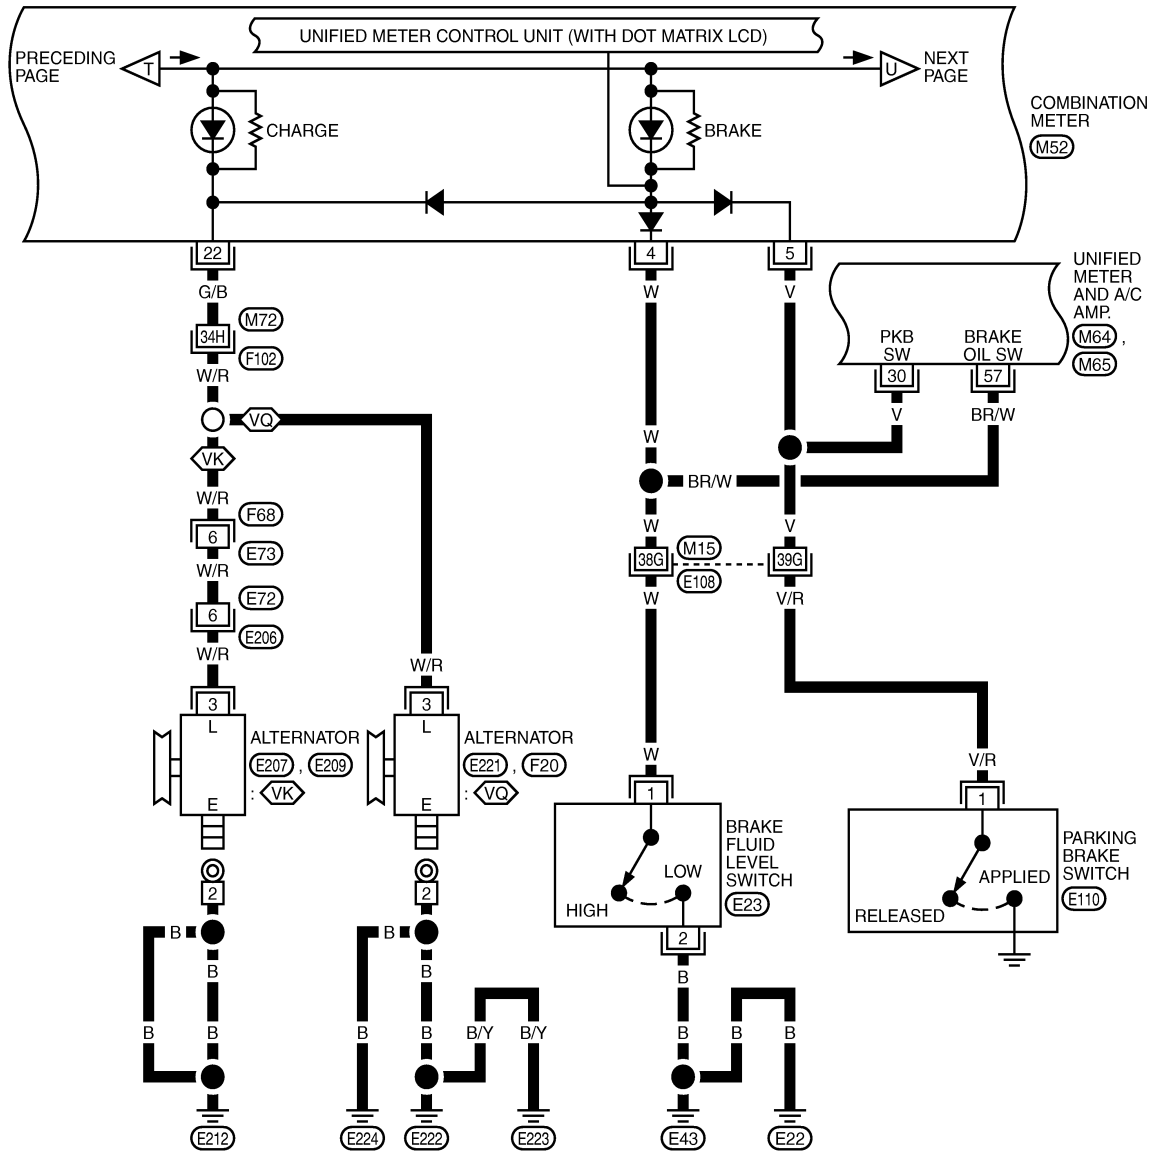 UNIFIED METER CONTROL UNIT (WITH DOT MATRIX LCD)
PRECEDING
PAGE
T
U
NEXT
PAGE
CHARGE
BRAKE
COMBINATION
METER
M52
22
4
5
G/B
W
V
UNIFIED
METER
AND A/C
AMP.
M64 ,
M65
PKB
SW
BRAKE
OIL SW
30
57
V
BR/W
M72
34H
F102
W/R
VQ
VK
W
BR/W
W/R
F68
6
E73
W/R
E72
6
E206
W/R
W
V
38G
M15
E108
39G
W
V/R
W/R
3
L
ALTERNATOR
E207 , E209
: VK
E
2
3
L
ALTERNATOR
E221 , F20
: VQ
E
2
W
1
BRAKE
FLUID
LEVEL
SWITCH
E23
LOW
HIGH
2
V/R
1
PARKING
BRAKE
SWITCH
E110
APPLIED
RELEASED
B
B
B
B
B
B
B
B
B
B/Y
B/Y
B
B
B
B
E212
E224
E222
E223
E43
E22